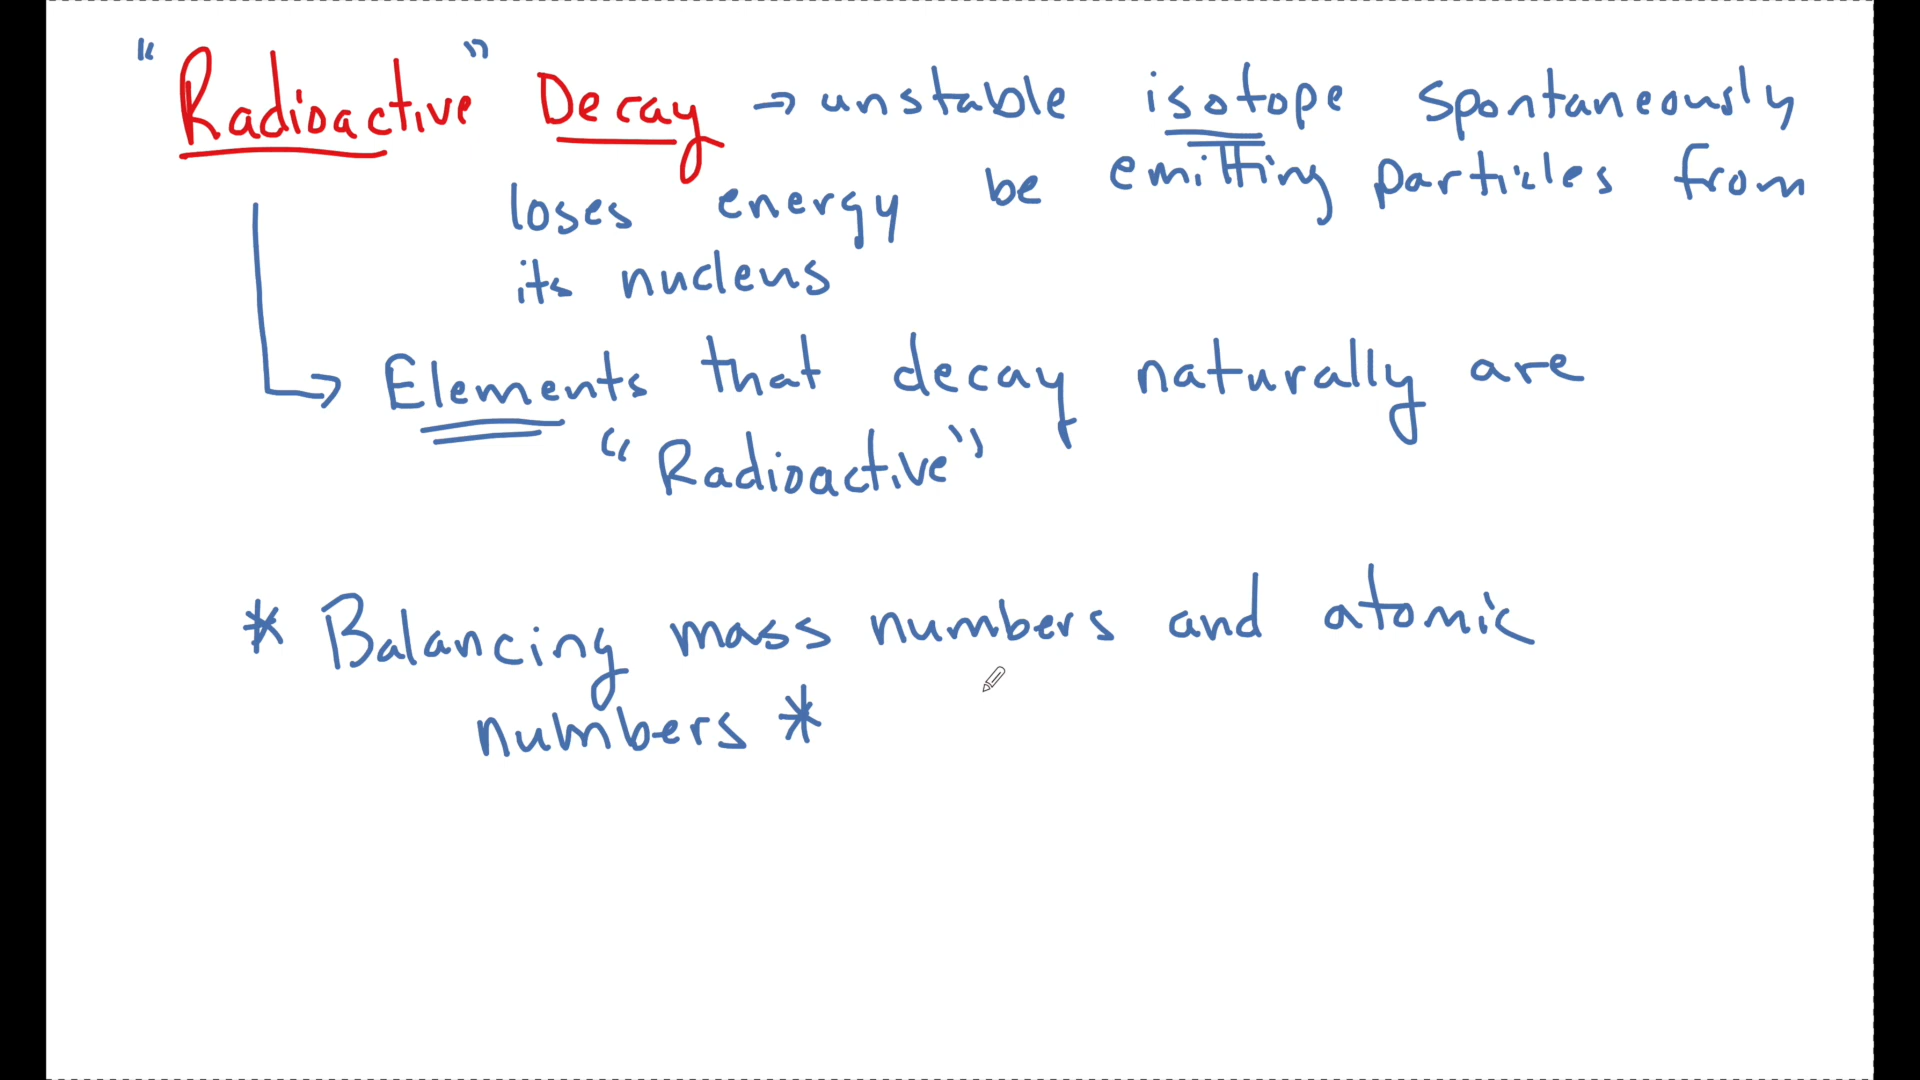 "Radioactive" Decay → unstable isotope spontaneously
loses energy be emitting particles from
its nucleus
→ Elements that decay naturally are
"Radioactive"
* Balancing mass numbers and atomic
numbers *